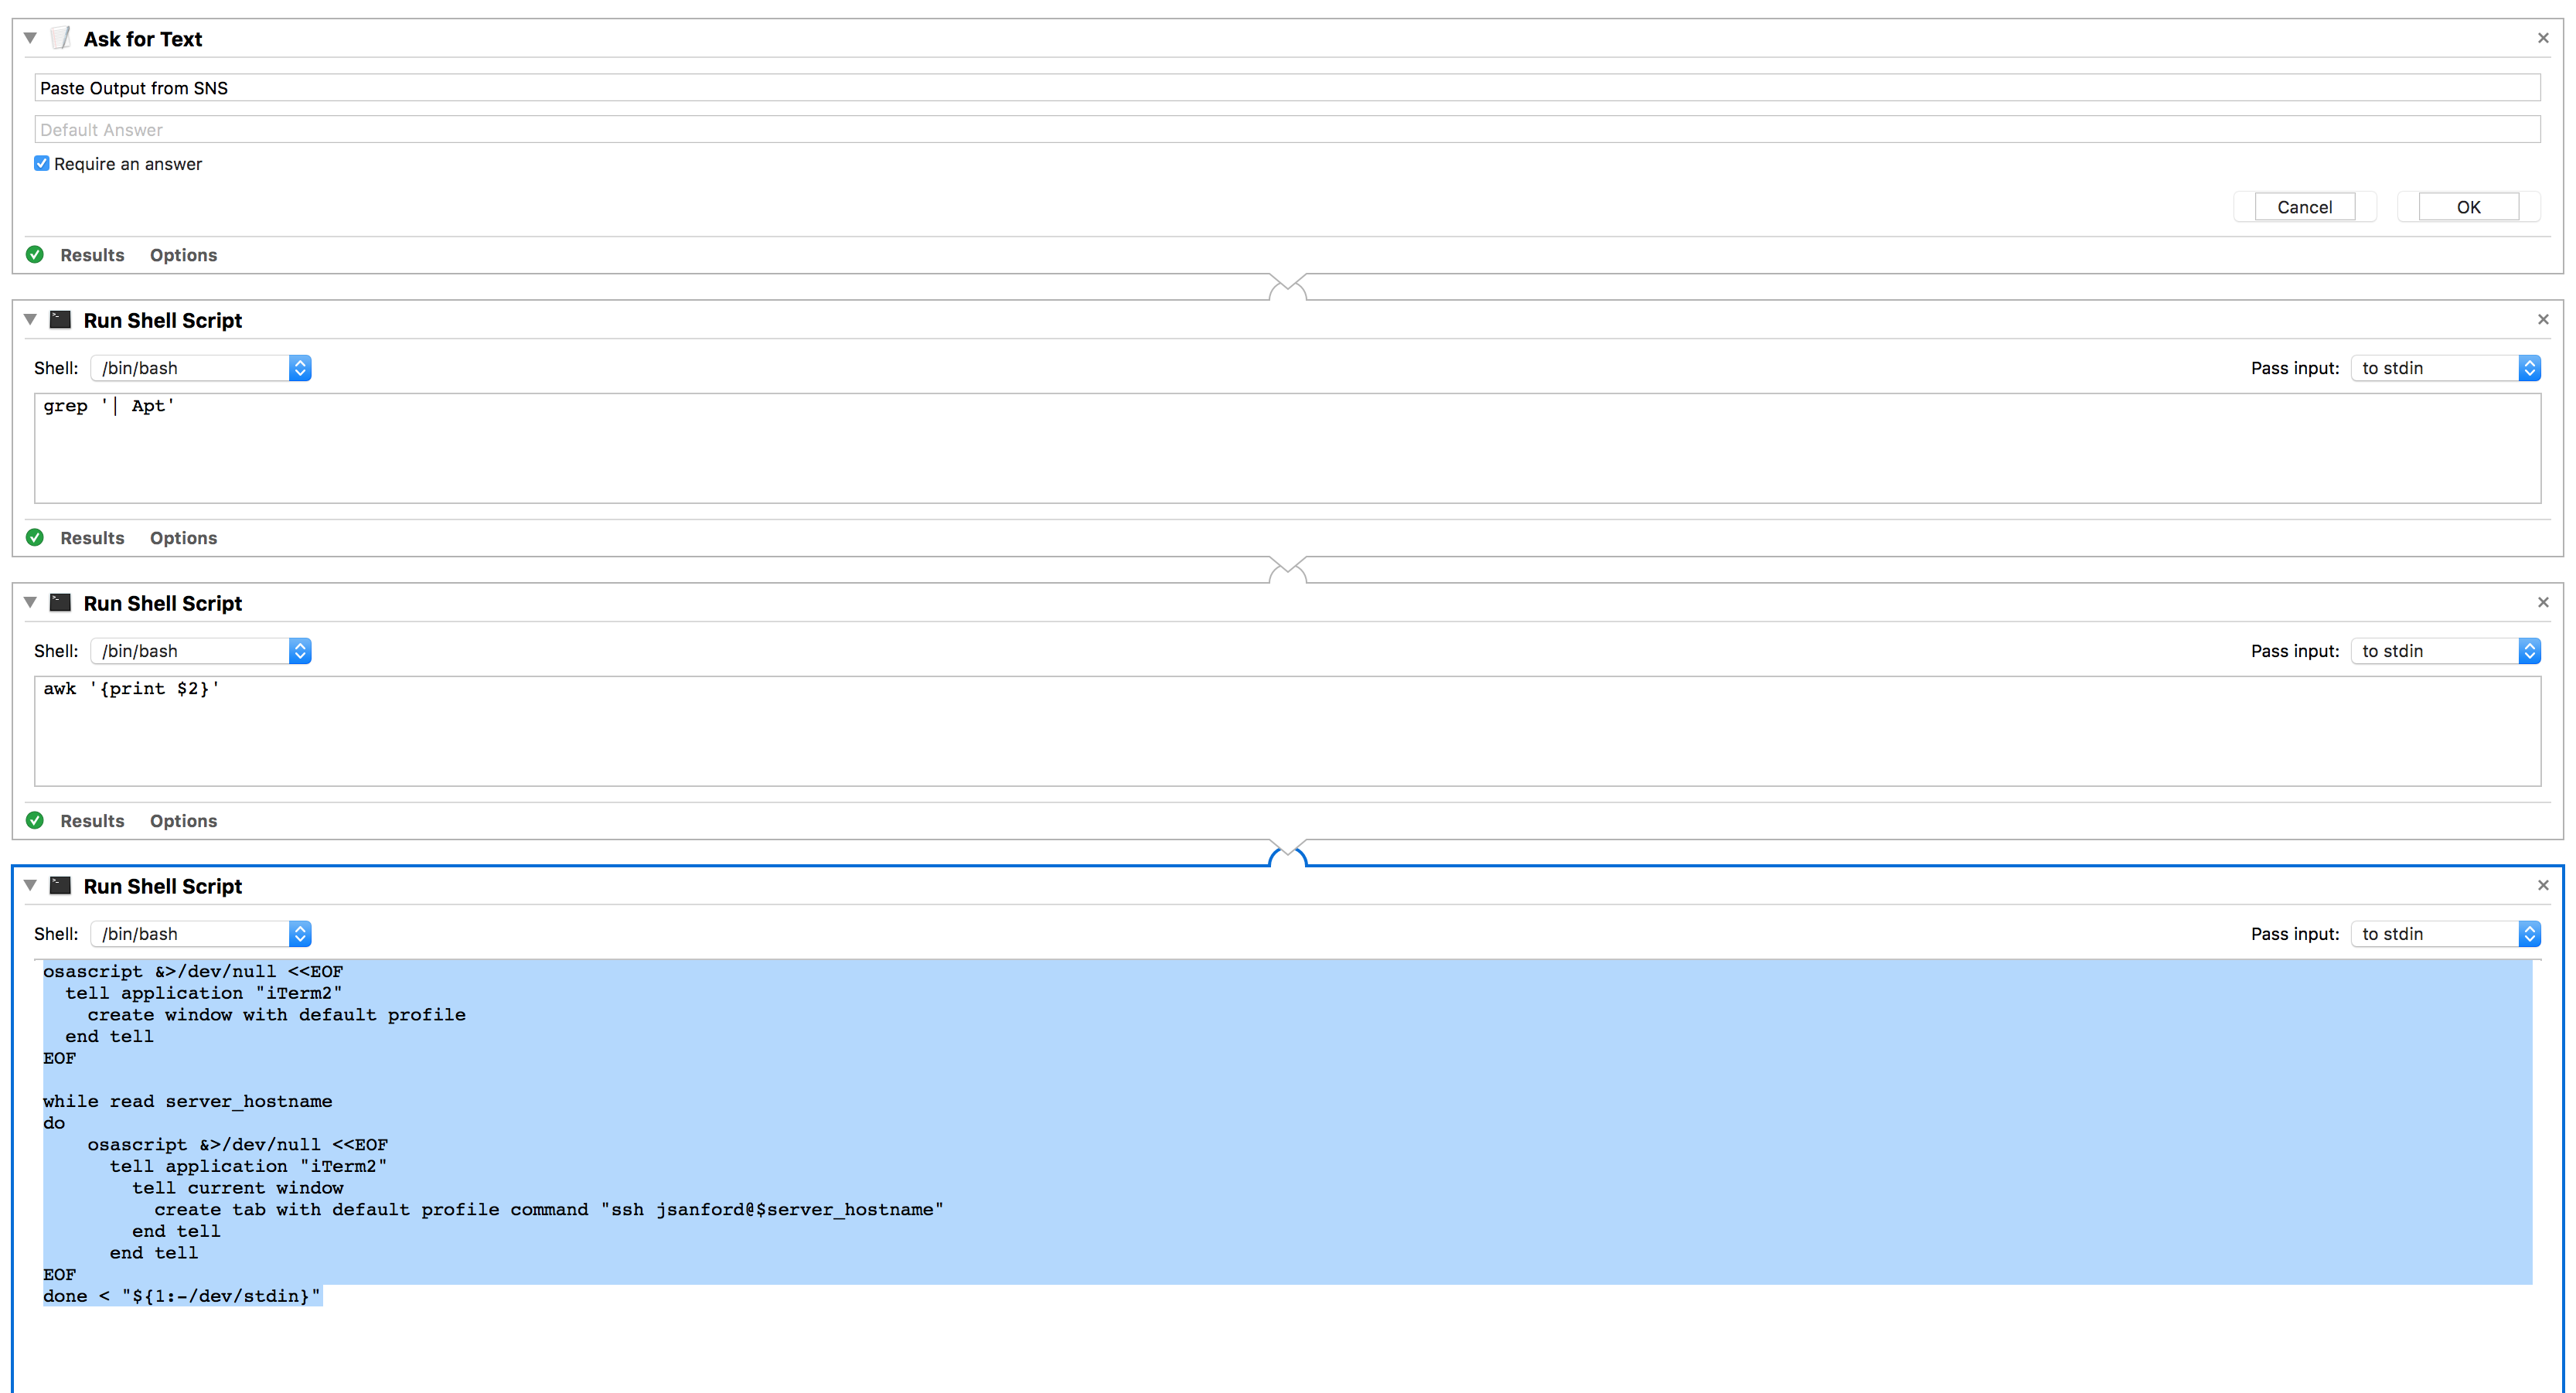 Ask for Text
Paste Output from SNS
Default Answer
Require an answer
Cancel OK
Results Options
Run Shell Script
Shell: /bin/bash Pass input: to stdin
grep '| Apt'
Results Options
Run Shell Script
Shell: /bin/bash Pass input: to stdin
awk '{print $2}'
Results Options
Run Shell Script
Shell: /bin/bash Pass input: to stdin
osascript &>/dev/null <<EOF
  tell application "iTerm2"
    create window with default profile
  end tell
EOF

while read server_hostname
do
    osascript &>/dev/null <<EOF
      tell application "iTerm2"
        tell current window
          create tab with default profile command "ssh jsanford@$server_hostname"
        end tell
      end tell
EOF
done < "${1:-/dev/stdin}"